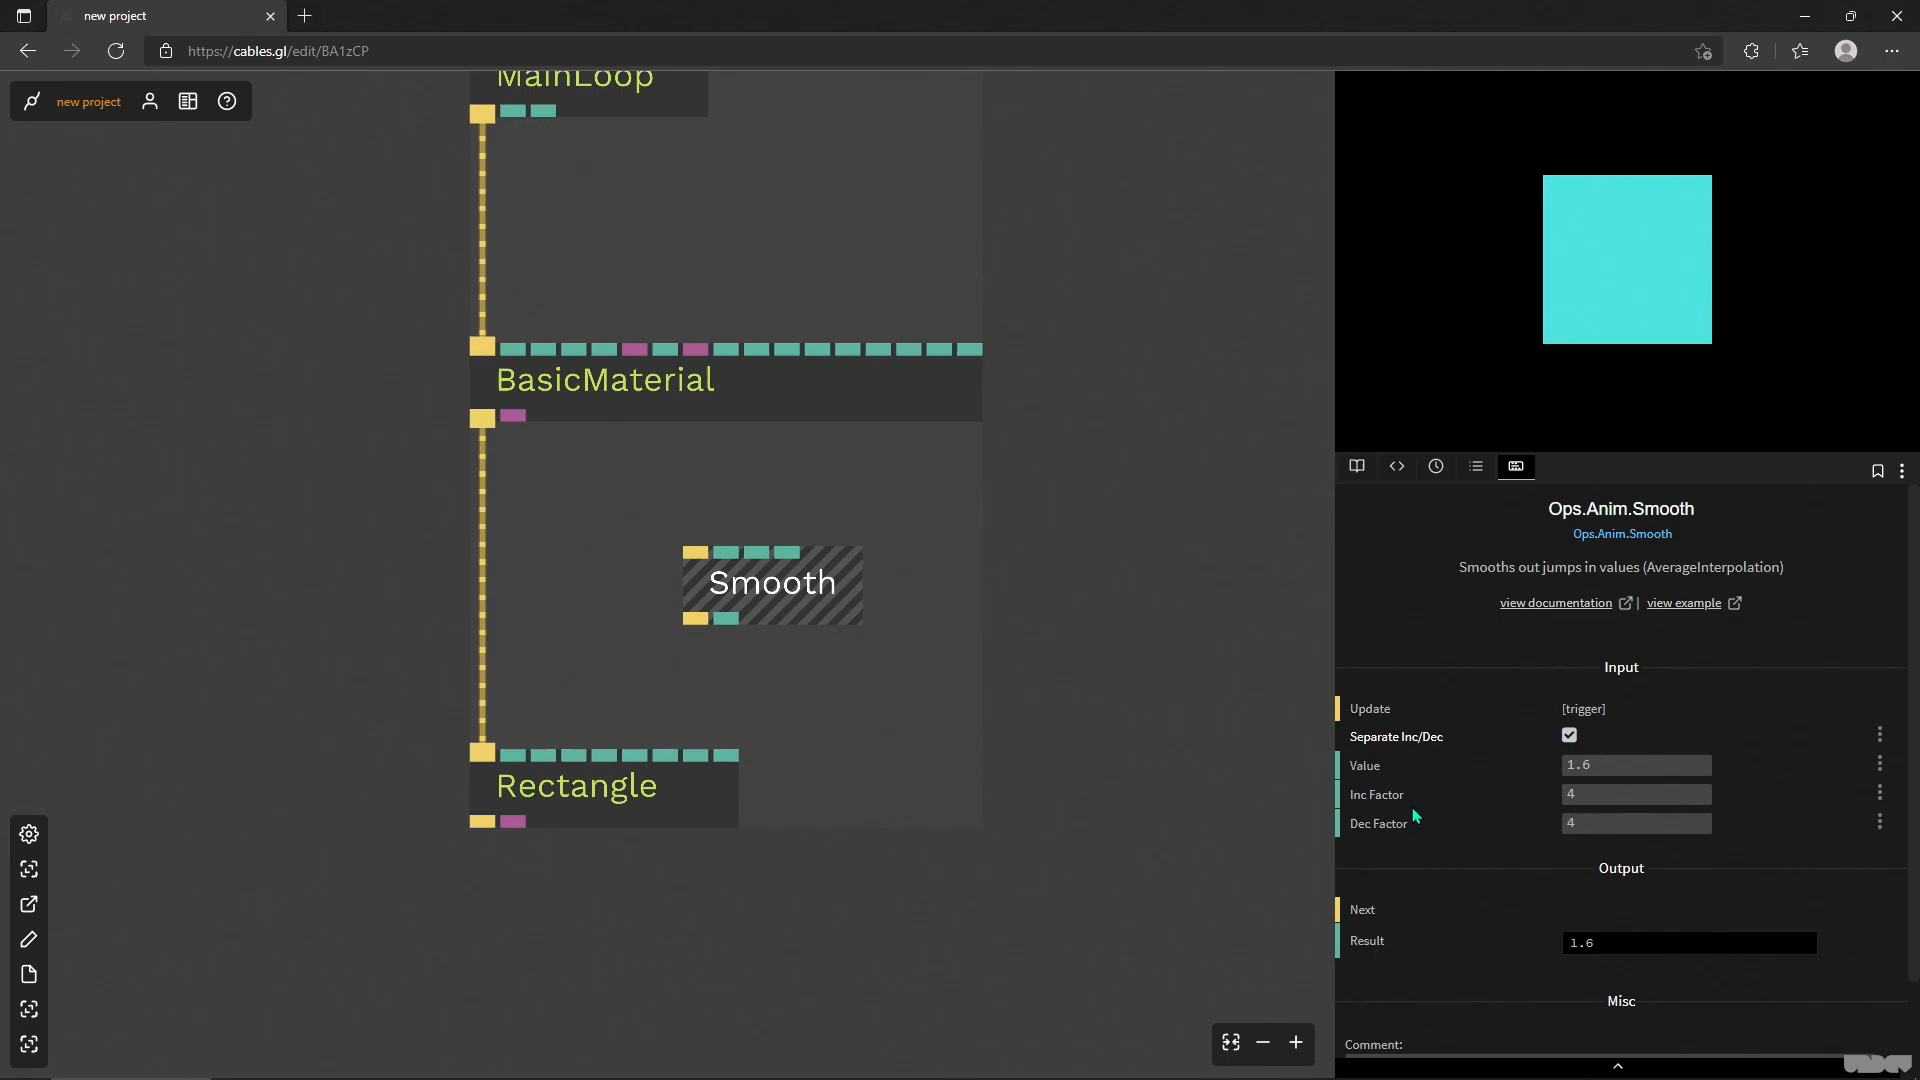 new project
https://cables.gl/edit/BA1zCP
new project
MainLoop
BasicMaterial
Smooth
Rectangle
Ops.Anim.Smooth
Ops.Anim.Smooth
Smooths out jumps in values (AverageInterpolation)
view documentation | view example
Input
Update [trigger]
Separate Inc/Dec
Value 1.6
Inc Factor 4
Dec Factor 4
Output
Next
Result 1.6
Misc
Comment: